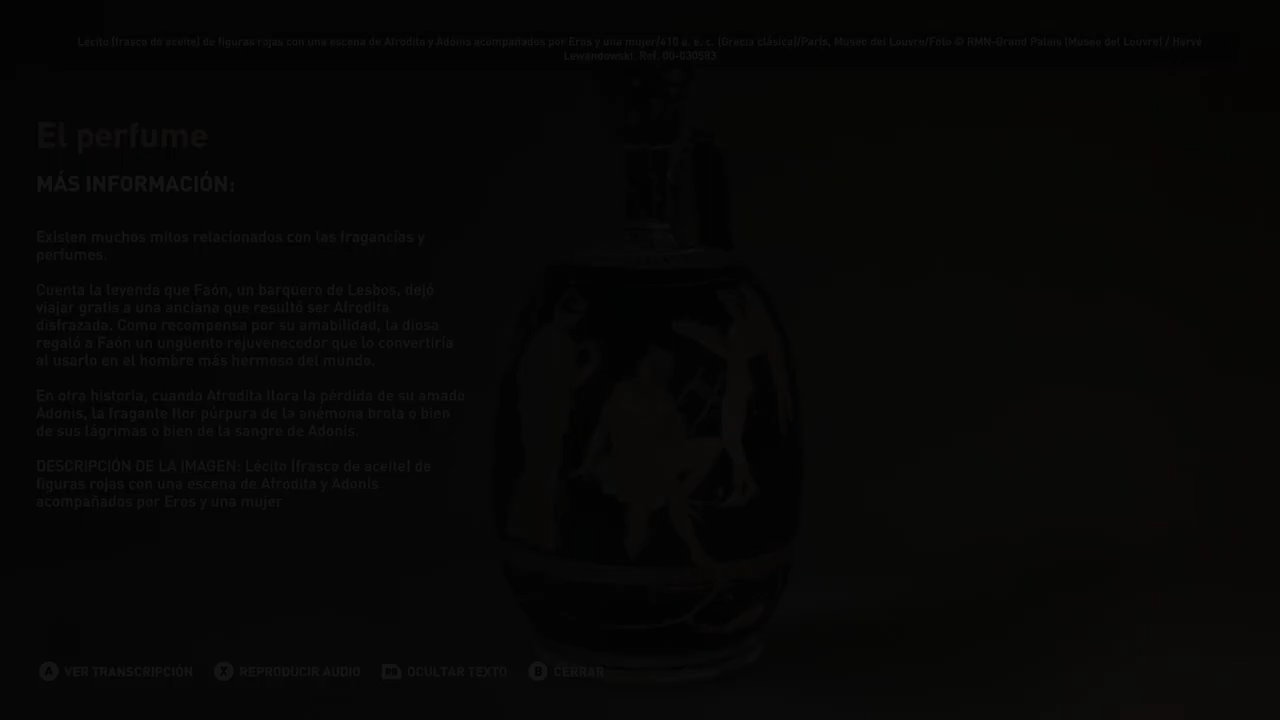 Lécito (frasco de aceite) de figuras rojas con una escena de Afrodita y Adonis acompañados por Eros y una mujer/410 a. e. c. (Grecia clásica)/París, Museo del Louvre/Foto © RMN-Grand Palais (Museo del Louvre) / Hervé
Lewandowski. Ref. 06-030583
El perfume
MÁS INFORMACIÓN:
Existen muchos mitos relacionados con las fragancias y
perfumes.
Cuenta la leyenda que Faón, un barquero de Lesbos, dejó
viajar gratis a una anciana que resultó ser Afrodita
disfrazada. Como recompensa por su amabilidad, la diosa
regaló a Faón un ungüento rejuvenecedor que lo convertiría
al usarlo en el hombre más hermoso del mundo.
En otra historia, cuando Afrodita llora la pérdida de su amado
Adonis, la fragante flor púrpura de la anémona brota o bien
de sus lágrimas o bien de la sangre de Adonis.
DESCRIPCIÓN DE LA IMAGEN: Lécito (frasco de aceite) de
figuras rojas con una escena de Afrodita y Adonis
acompañados por Eros y una mujer
A VER TRANSCRIPCIÓN X REPRODUCIR AUDIO RB OCULTAR TEXTO B CERRAR